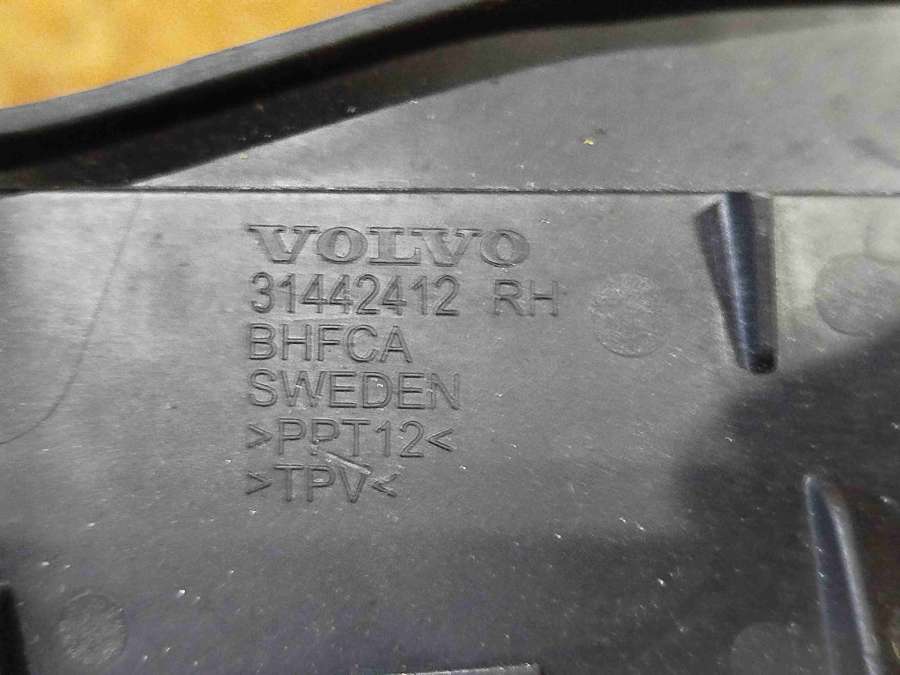 VOLVO
31442412 RH
BHFCA
SWEDEN
>PPT12<
>TPV<